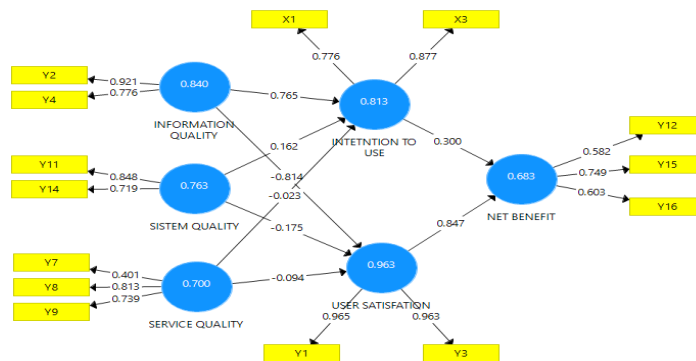 X1
X3
0.776
0.877
Y2
Y4
0.921
0.776
0.840
INFORMATION
QUALITY
0.765
0.813
INTETNTION TO
USE
0.300
Y11
Y14
0.848
0.719
0.763
SISTEM QUALITY
0.162
-0.814
-0.023
-0.175
0.683
NET BENEFIT
0.582
0.749
0.603
Y12
Y15
Y16
0.847
Y7
Y8
Y9
0.401
0.813
0.739
0.700
SERVICE QUALITY
-0.094
0.963
USER SATISFATION
0.965
0.963
Y1
Y3